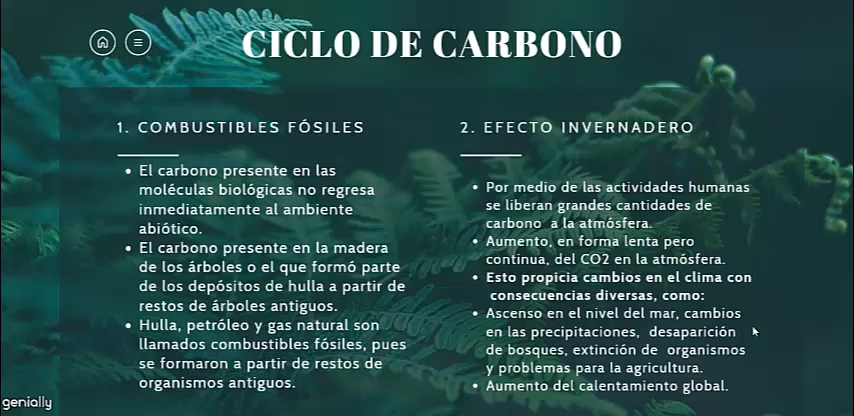 CICLO DE CARBONO
1. COMBUSTIBLES FÓSILES
• El carbono presente en las
moléculas biológicas no regresa
inmediatamente al ambiente
abiótico.
• El carbono presente en la madera
de los árboles o el que formó parte
de los depósitos de hulla a partir de
restos de árboles antiguos.
• Hulla, petróleo y gas natural son
llamados combustibles fósiles, pues
se formaron a partir de restos de
organismos antiguos.
2. EFECTO INVERNADERO
• Por medio de las actividades humanas
se liberan grandes cantidades de
carbono a la atmósfera.
• Aumento, en forma lenta pero
continua, del CO2 en la atmósfera.
• Esto propicia cambios en el clima con
consecuencias diversas, como:
• Ascenso en el nivel del mar, cambios
en las precipitaciones, desaparición
de bosques, extinción de organismos
y problemas para la agricultura.
• Aumento del calentamiento global.
genially